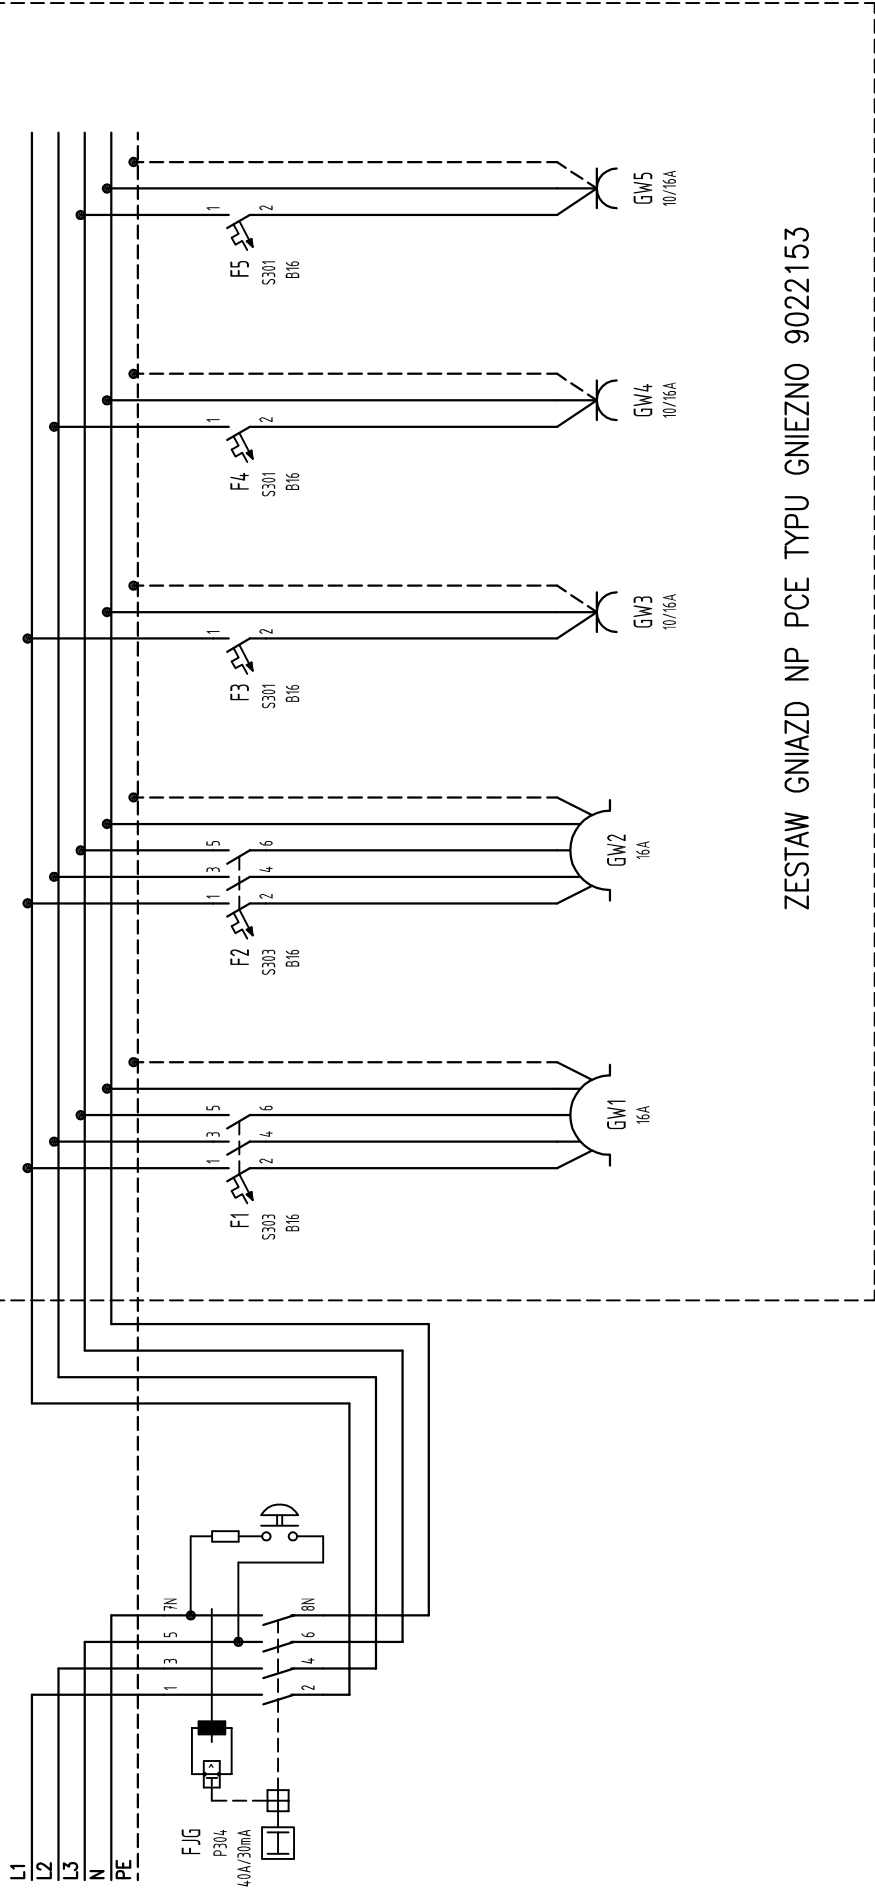 L1
L2
L3
N
PE
FJG
P304
40A/30mA
1
3
5
7N
2
4
6
8N
>
F1
S303
B16
1
3
5
2
4
6
GW1
16A
F2
S303
B16
1
3
5
2
4
6
GW2
16A
F3
S301
B16
1
2
GW3
10/16A
F4
S301
B16
1
2
GW4
10/16A
F5
S301
B16
1
2
GW5
10/16A
ZESTAW GNIAZD NP PCE TYPU GNIEZNO 9022153